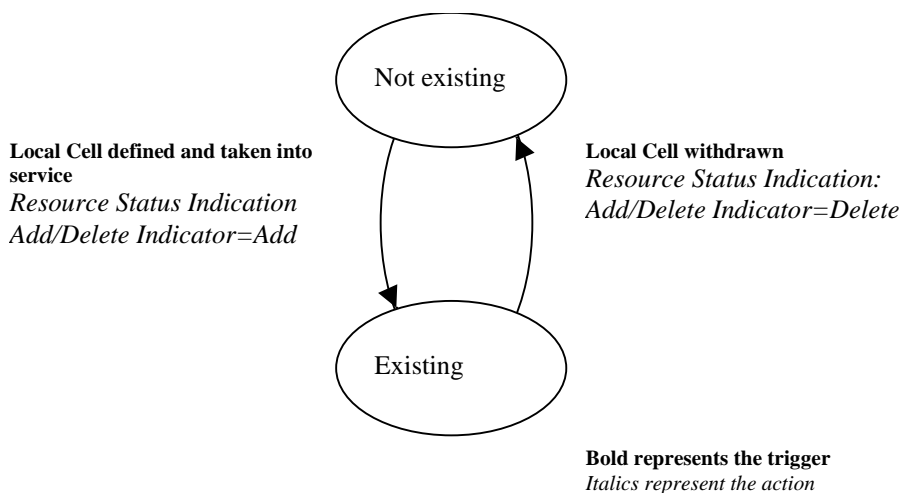 Not existing
Local Cell defined and taken into
service
Resource Status Indication
Add/Delete Indicator=Add
Local Cell withdrawn
Resource Status Indication:
Add/Delete Indicator=Delete
Existing
Bold represents the trigger
Italics represent the action